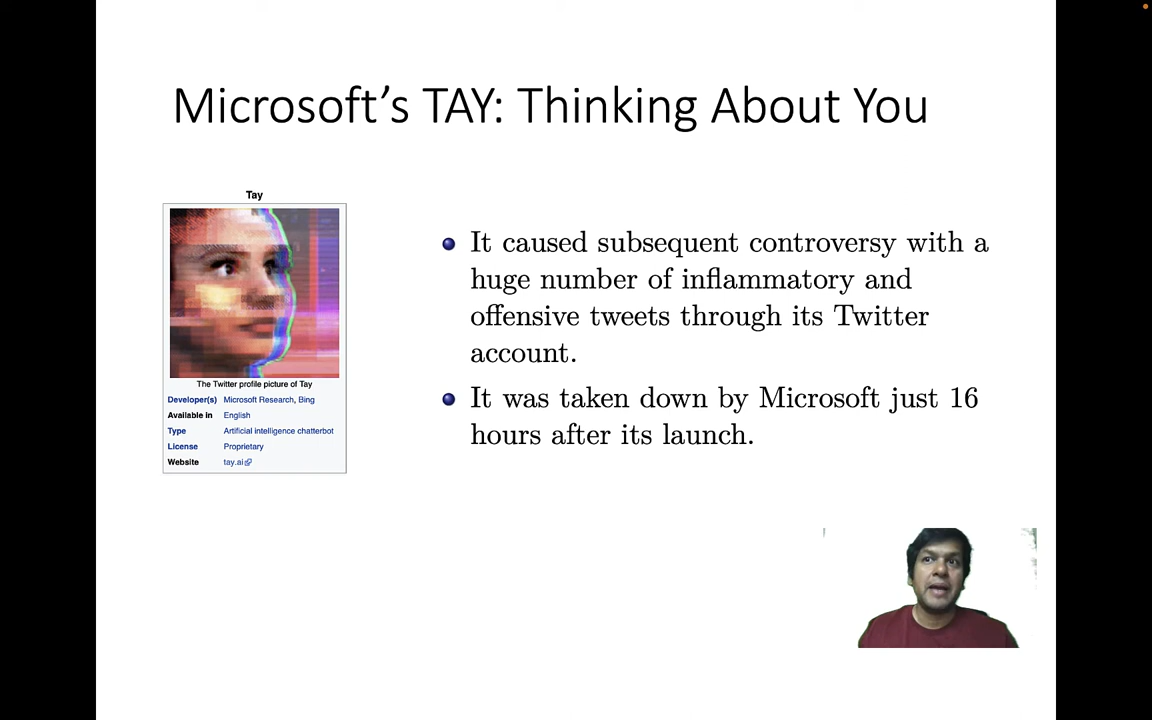 Microsoft's TAY: Thinking About You
Tay
The Twitter profile picture of Tay
Developer(s) Microsoft Research, Bing
Available in English
Type Artificial intelligence chatterbot
License Proprietary
Website tay.ai
It caused subsequent controversy with a
huge number of inflammatory and
offensive tweets through its Twitter
account.
It was taken down by Microsoft just 16
hours after its launch.